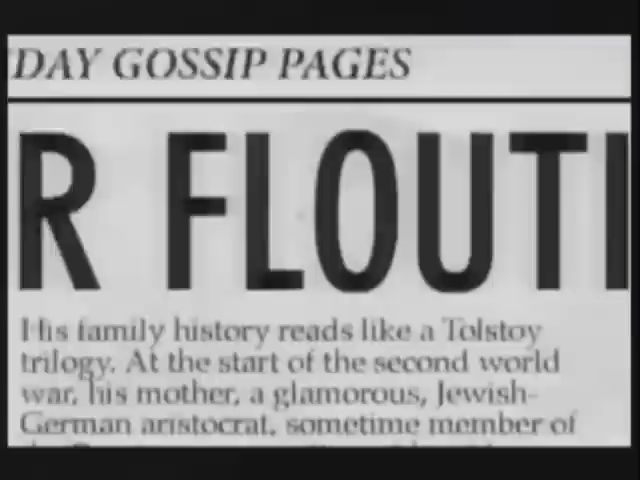 DAY GOSSIP PAGES
R FLOUTI
His family history reads like a Tolstoy
trilogy. At the start of the second world
war, his mother, a glamorous, Jewish-
German aristocrat, sometime member of